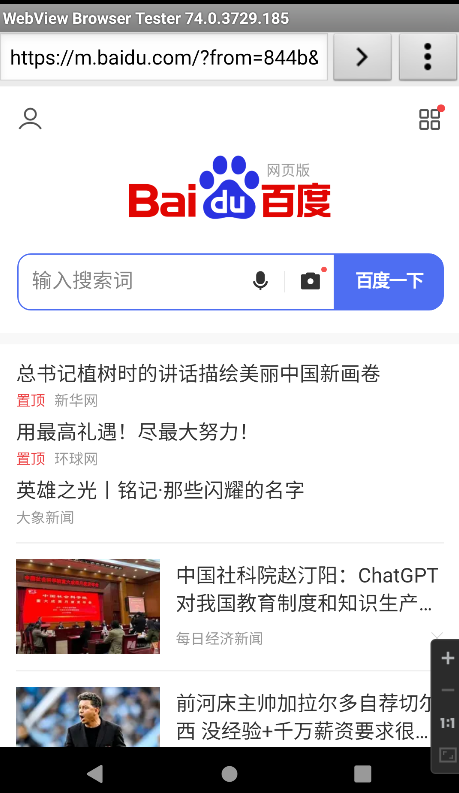 WebView Browser Tester 74.0.3729.185
https://m.baidu.com/?from=844b&
网页版
Bai du 百度
输入搜索词
百度一下
总书记植树时的讲话描绘美丽中国新画卷
置顶 新华网
用最高礼遇！尽最大努力！
置顶 环球网
英雄之光丨铭记·那些闪耀的名字
大象新闻
中国社科院赵汀阳：ChatGPT
对我国教育制度和知识生产…
每日经济新闻
前河床主帅加拉尔多自荐切尔
西 没经验+千万薪资要求很…
1:1